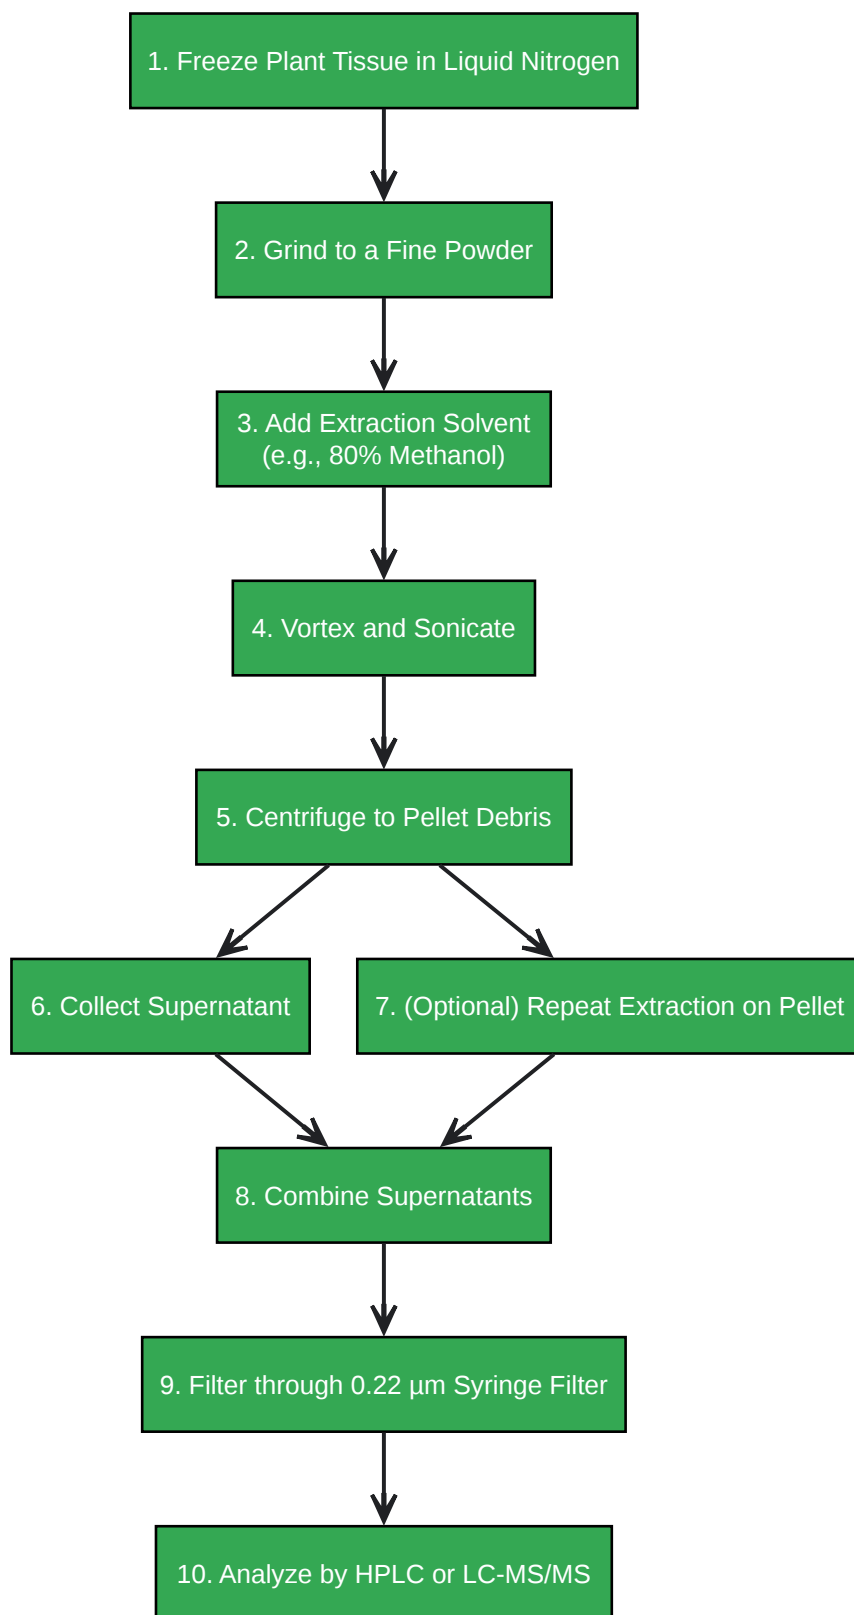 1. Freeze Plant Tissue in Liquid Nitrogen
2. Grind to a Fine Powder
3. Add Extraction Solvent
(e.g., 80% Methanol)
4. Vortex and Sonicate
5. Centrifuge to Pellet Debris
6. Collect Supernatant
7. (Optional) Repeat Extraction on Pellet
8. Combine Supernatants
9. Filter through 0.22 µm Syringe Filter
10. Analyze by HPLC or LC-MS/MS